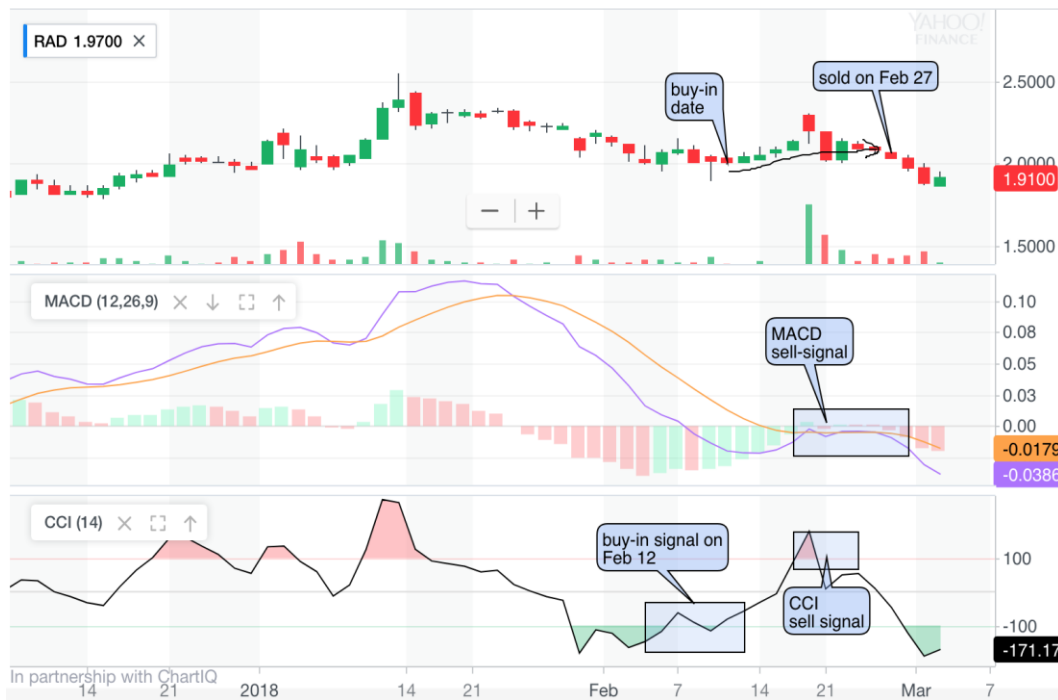 RAD 1.9700 ×
YAHOO!
FINANCE
buy-in
date
sold on Feb 27
2.5000
2.0000
1.9100
1.5000
MACD (12,26,9)
MACD
sell-signal
0.10
0.08
0.05
0.03
0.00
-0.0179
-0.0386
CCI (14)
buy-in signal on
Feb 12
CCI
sell signal
100
-100
-171.17
In partnership with ChartIQ
14 21 2018 14 21 Feb 7 14 21 Mar 7